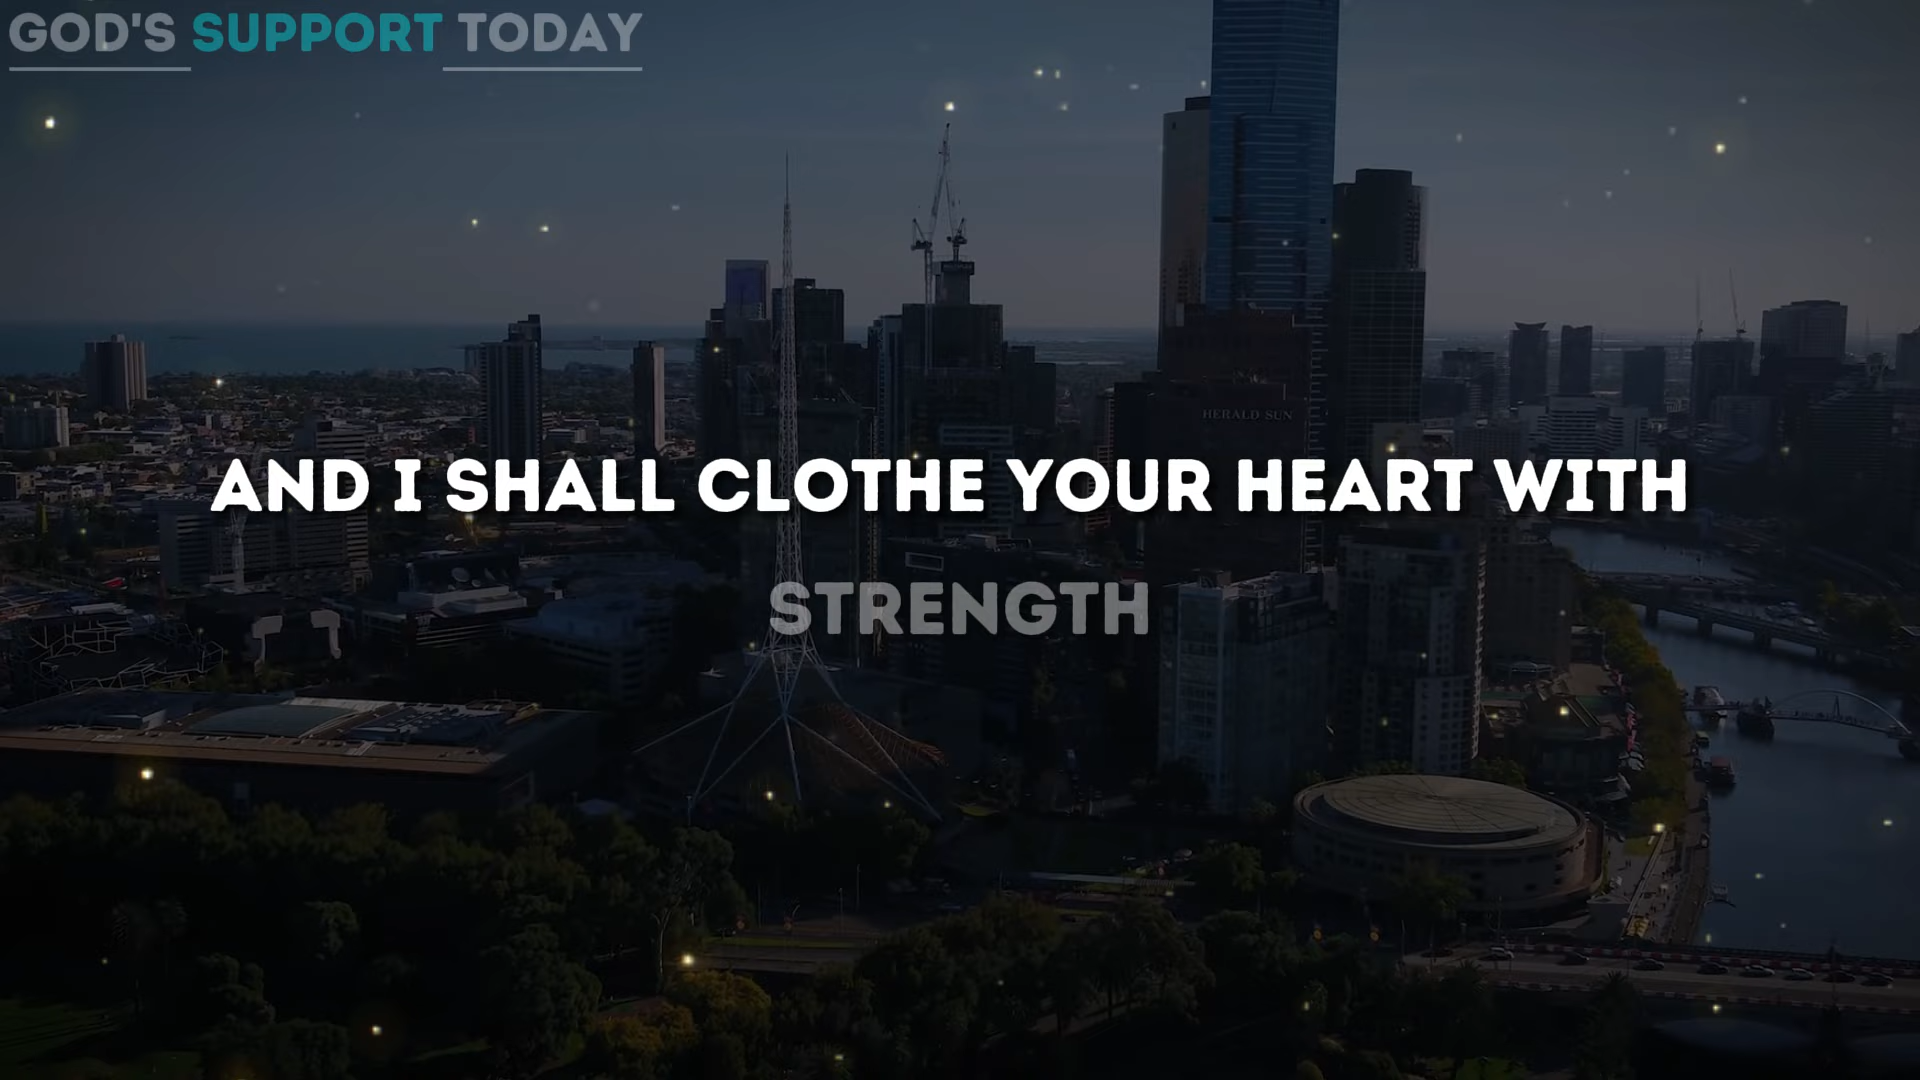 GOD'S SUPPORT TODAY
HERALD SUN
AND I SHALL CLOTHE YOUR HEART WITH
STRENGTH